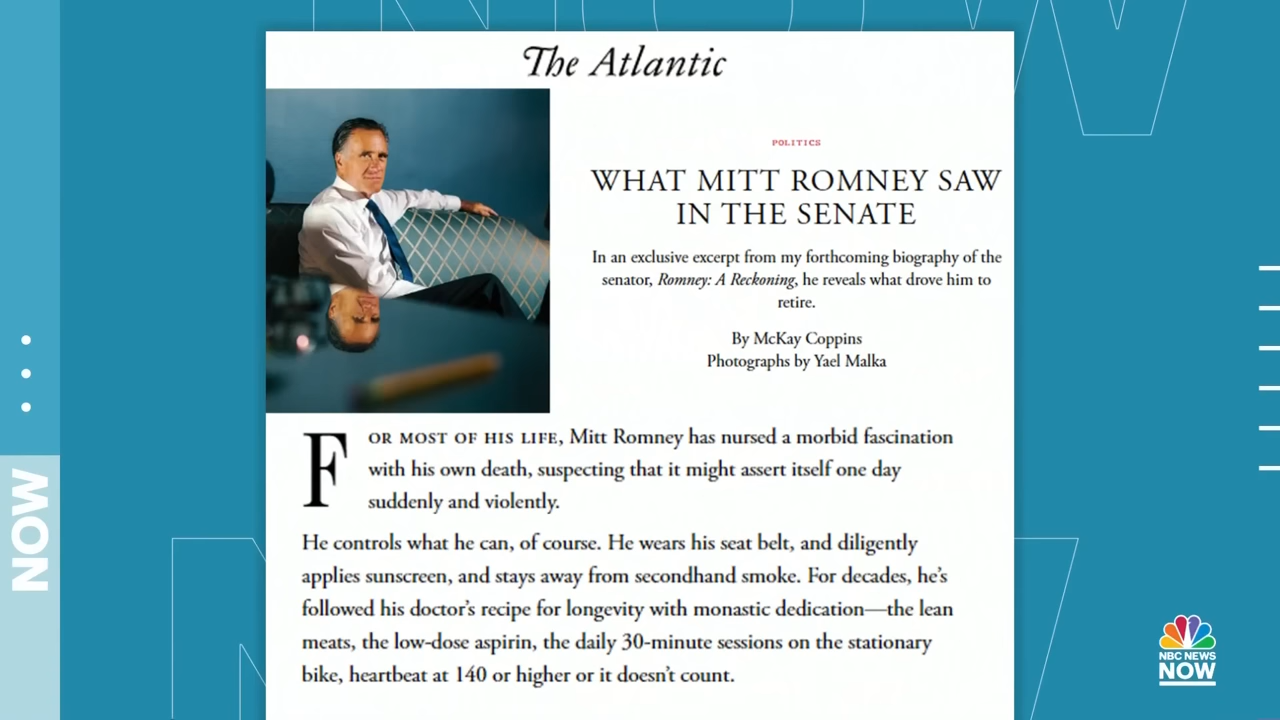 The Atlantic
POLITICS
WHAT MITT ROMNEY SAW
IN THE SENATE
In an exclusive excerpt from my forthcoming biography of the
senator, Romney: A Reckoning, he reveals what drove him to
retire.
By McKay Coppins
Photographs by Yael Malka
FOR MOST OF HIS LIFE, Mitt Romney has nursed a morbid fascination
with his own death, suspecting that it might assert itself one day
suddenly and violently.
He controls what he can, of course. He wears his seat belt, and diligently
applies sunscreen, and stays away from secondhand smoke. For decades, he’s
followed his doctor’s recipe for longevity with monastic dedication—the lean
meats, the low-dose aspirin, the daily 30-minute sessions on the stationary
bike, heartbeat at 140 or higher or it doesn’t count.
NOW
NBC NEWS
NOW